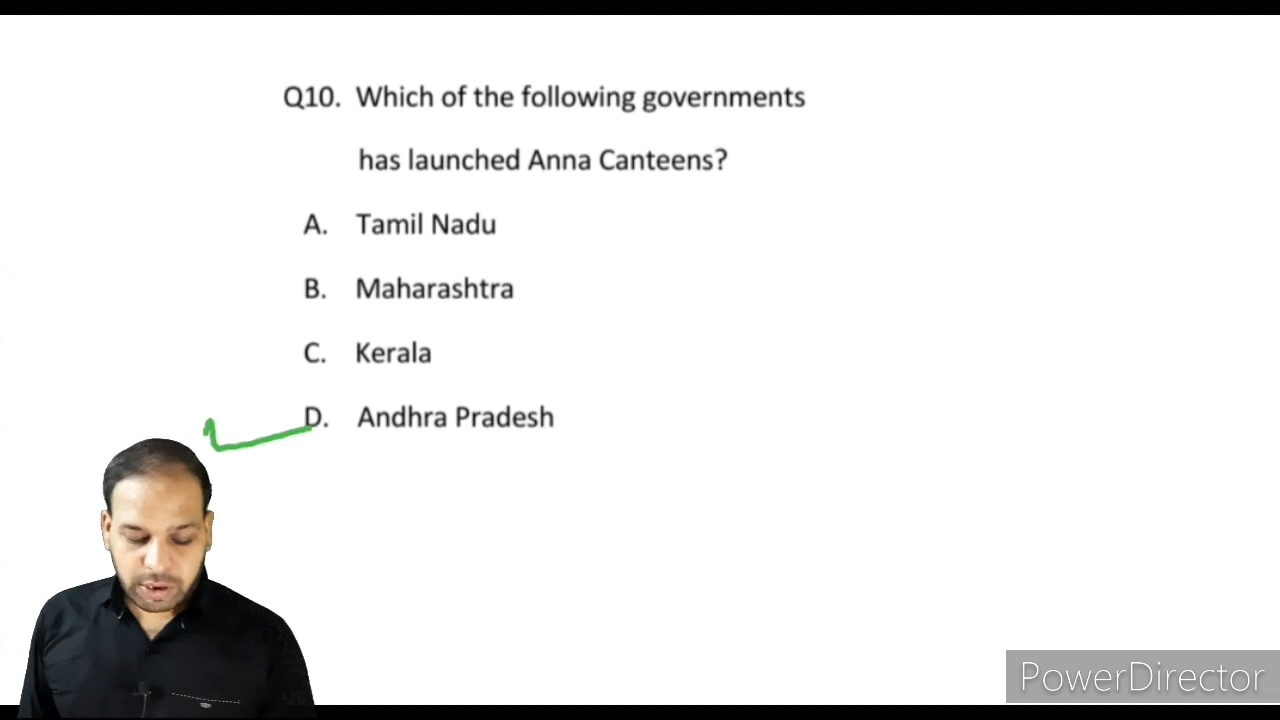 Q10. Which of the following governments
has launched Anna Canteens?
A. Tamil Nadu
B. Maharashtra
C. Kerala
D. Andhra Pradesh
PowerDirector